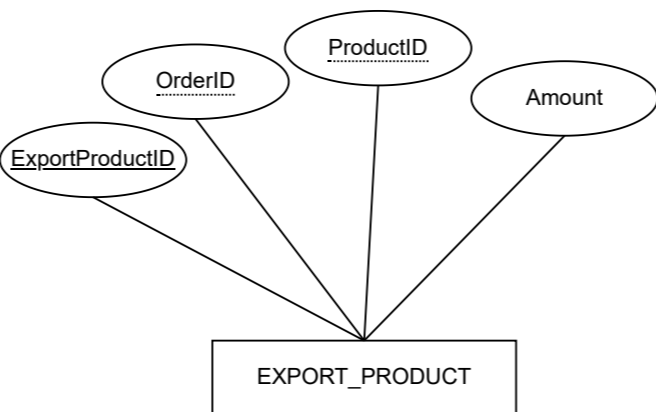 ProductID
OrderID
Amount
ExportProductID
EXPORT_PRODUCT